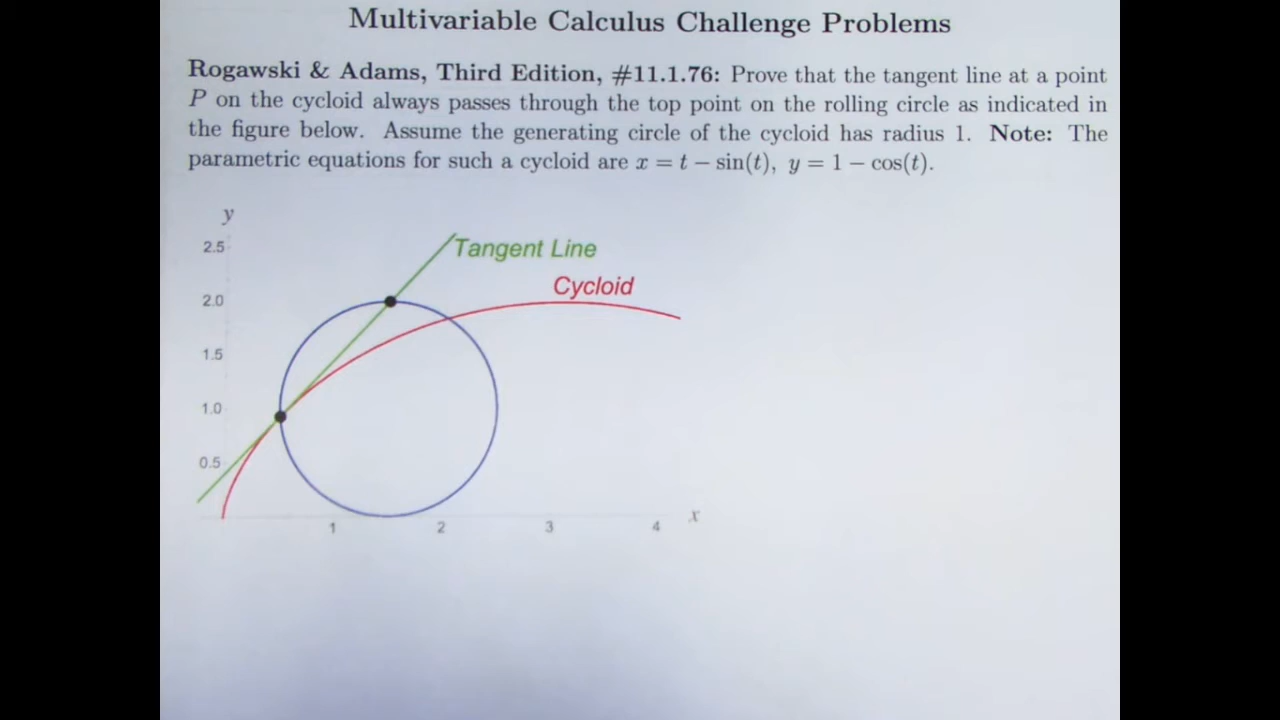 Multivariable Calculus Challenge Problems
Rogawski & Adams, Third Edition, #11.1.76: Prove that the tangent line at a point
P on the cycloid always passes through the top point on the rolling circle as indicated in
the figure below. Assume the generating circle of the cycloid has radius 1. Note: The
parametric equations for such a cycloid are x = t − sin(t), y = 1 − cos(t).
y
2.5
Tangent Line
Cycloid
2.0
1.5
1.0
0.5
1 2 3 4 x